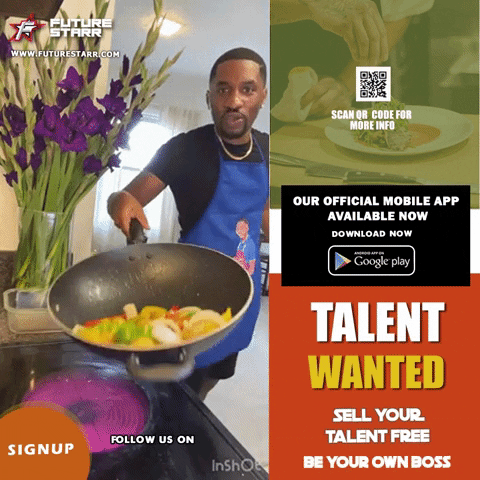 FUTURE
STARR
WWW.FUTURESTARR.COM
SCAN QR CODE FOR
MORE INFO
OUR OFFICIAL MOBILE APP
AVAILABLE NOW
DOWNLOAD NOW
ANDROID APP ON
Google play
TALENT
WANTED
SELL YOUR
TALENT FREE
BE YOUR OWN BOSS
SIGNUP
FOLLOW US ON
InShOt